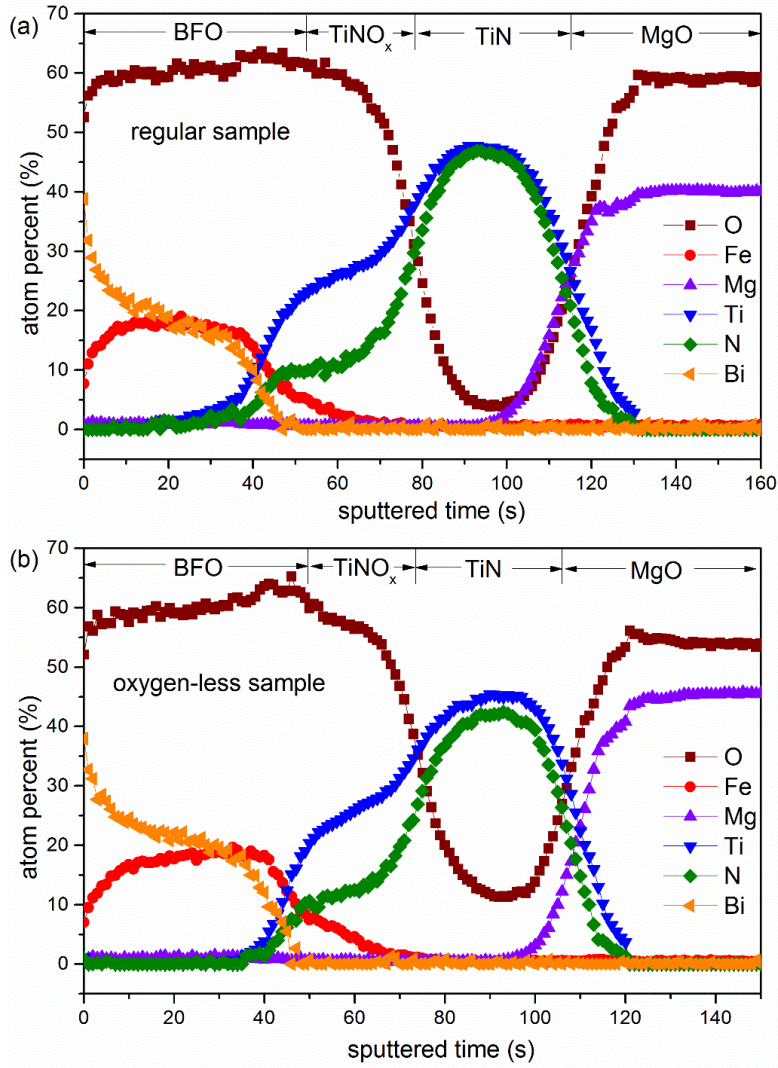 (a)
70
60
50
40
30
20
10
0
atom percent (%)
BFO TiNOₓ TiN MgO
regular sample
O
Fe
Mg
Ti
N
Bi
0 20 40 60 80 100 120 140 160
sputtered time (s)
(b)
70
60
50
40
30
20
10
0
atom percent (%)
BFO TiNOₓ TiN MgO
oxygen-less sample
O
Fe
Mg
Ti
N
Bi
0 20 40 60 80 100 120 140
sputtered time (s)